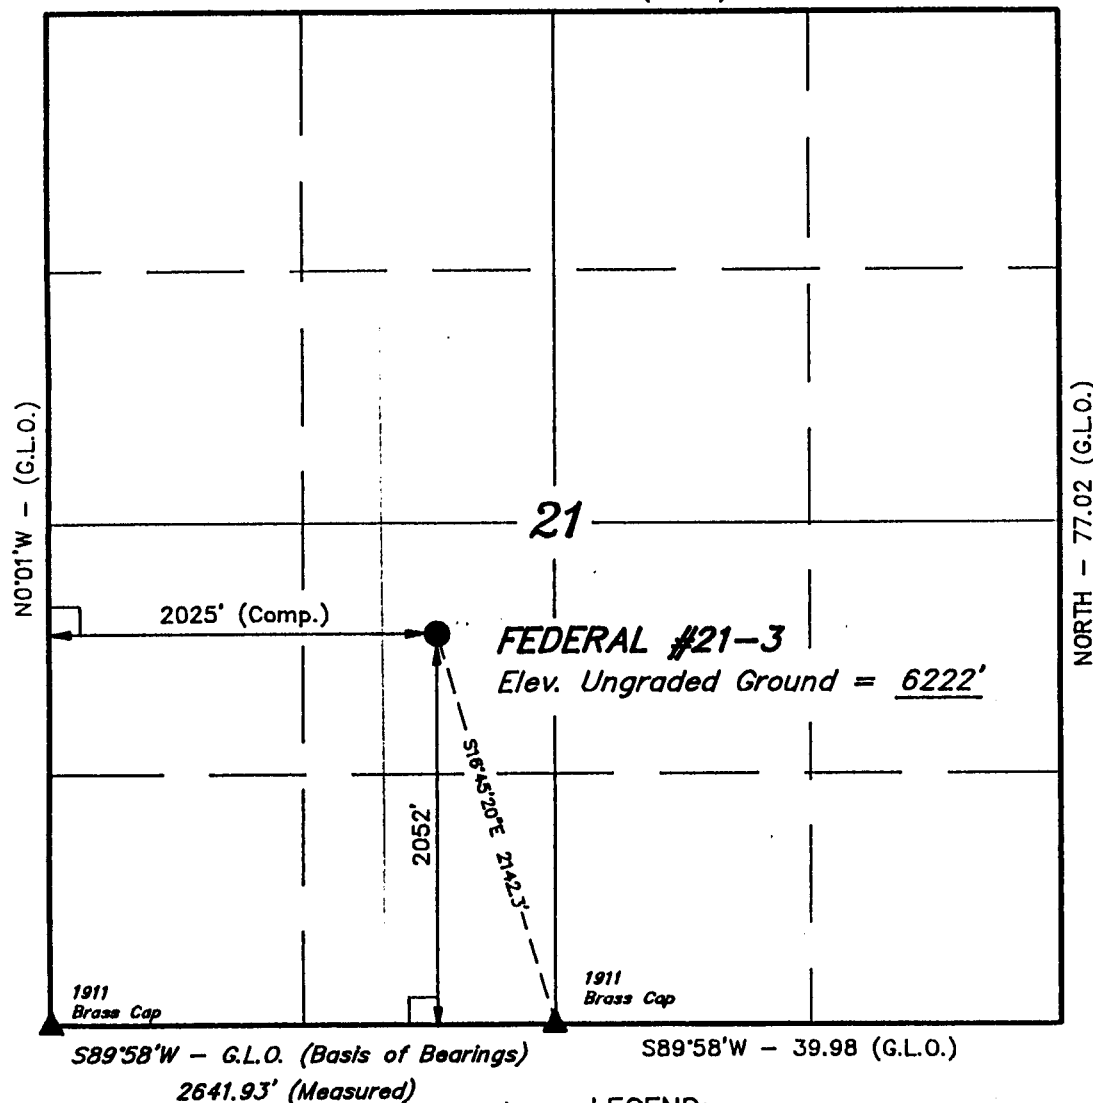 N0°01'W - (G.L.O.)
NORTH - 77.02 (G.L.O.)
21
2025' (Comp.)
FEDERAL #21-3
Elev. Ungraded Ground = 6222'
2052'
S16°45'20"E 2142.3'
1911
Brass Cap
1911
Brass Cap
S89°58'W - G.L.O. (Basis of Bearings)
2641.93' (Measured)
S89°58'W - 39.98 (G.L.O.)
LEGEND: